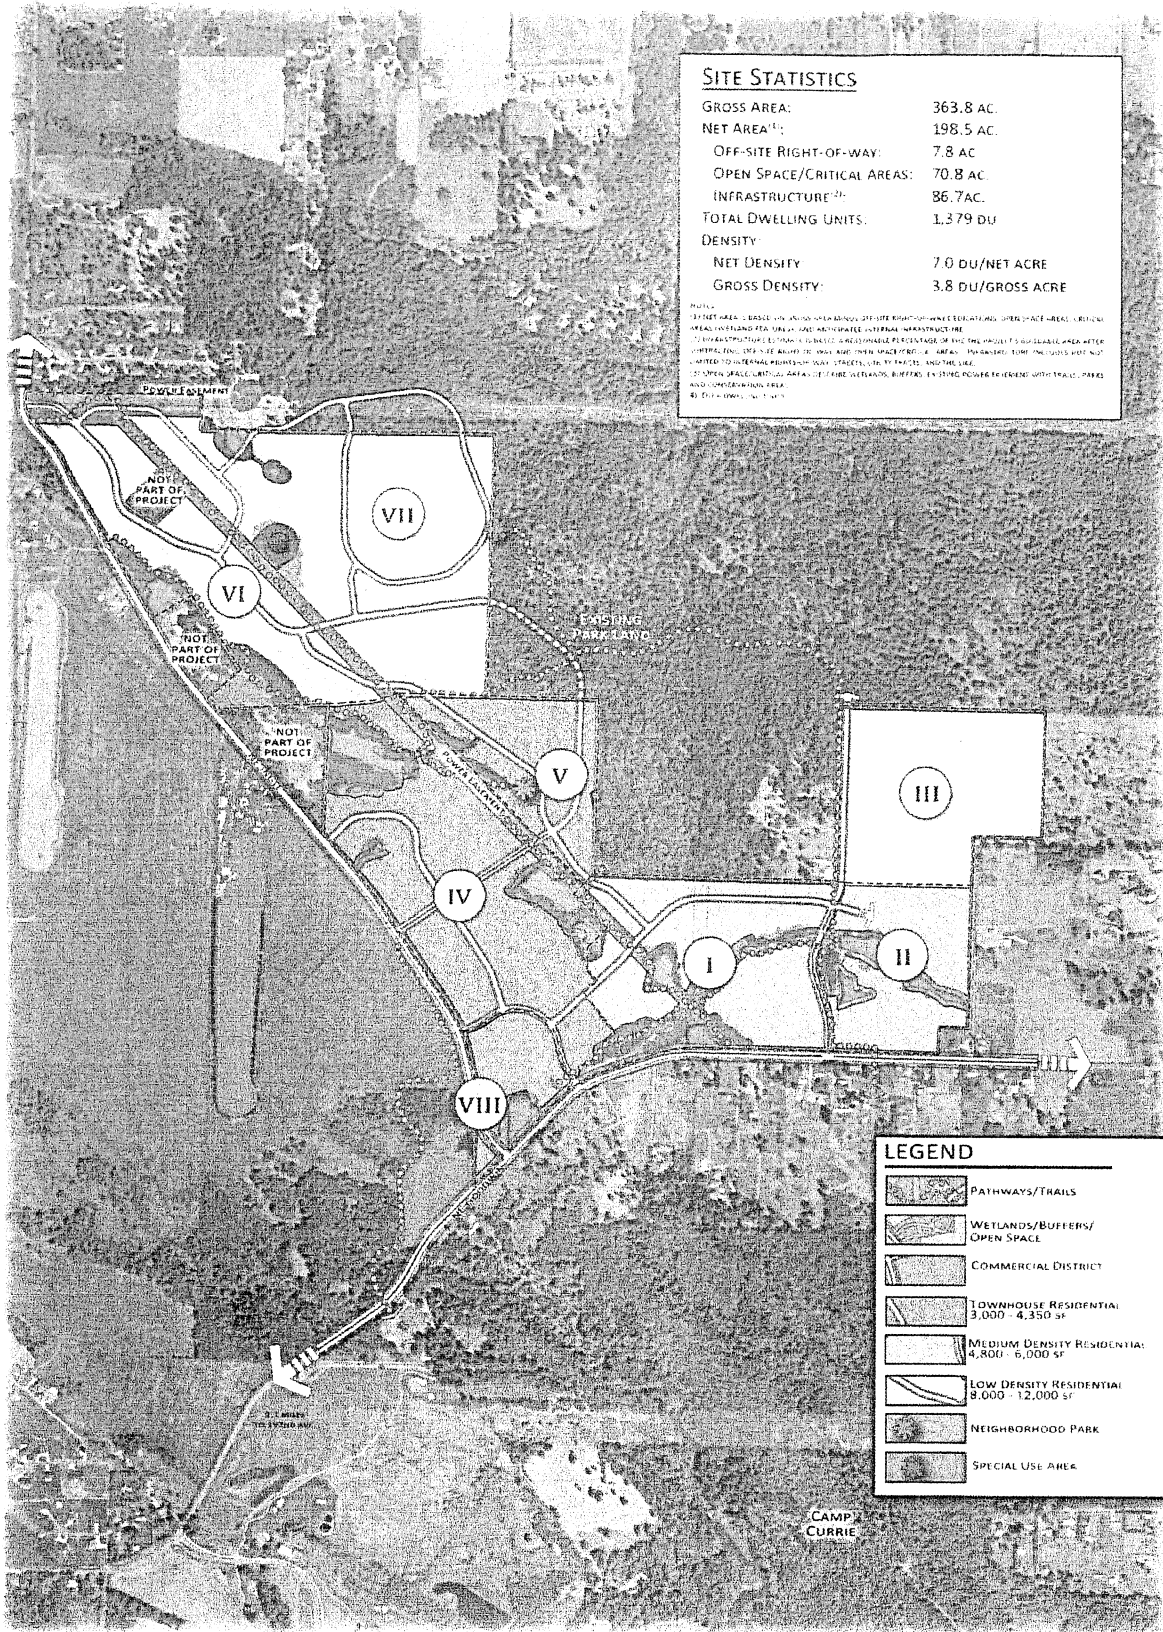 SITE STATISTICS
GROSS AREA: 363.8 AC.
NET AREA(1): 198.5 AC.
OFF-SITE RIGHT-OF-WAY: 7.8 AC
OPEN SPACE/CRITICAL AREAS: 70.8 AC.
INFRASTRUCTURE(2): 86.7AC.
TOTAL DWELLING UNITS: 1,379 DU
DENSITY:
NET DENSITY 7.0 DU/NET ACRE
GROSS DENSITY: 3.8 DU/GROSS ACRE
NOTES:
POWER EASEMENT
NOT
PART OF
PROJECT
VII
VI
EXISTING
PARK LAND
NOT
PART OF
PROJECT
NOT
PART OF
PROJECT
POWER EASEMENT
V
III
IV
I
II
VIII
LEGEND
PATHWAYS/TRAILS
WETLANDS/BUFFERS/
OPEN SPACE
COMMERCIAL DISTRICT
TOWNHOUSE RESIDENTIAL
3,000 - 4,350 SF
MEDIUM DENSITY RESIDENTIAL
4,800 - 6,000 SF
LOW DENSITY RESIDENTIAL
8,000 - 12,000 SF
NEIGHBORHOOD PARK
SPECIAL USE AREA
CAMP
CURRIE